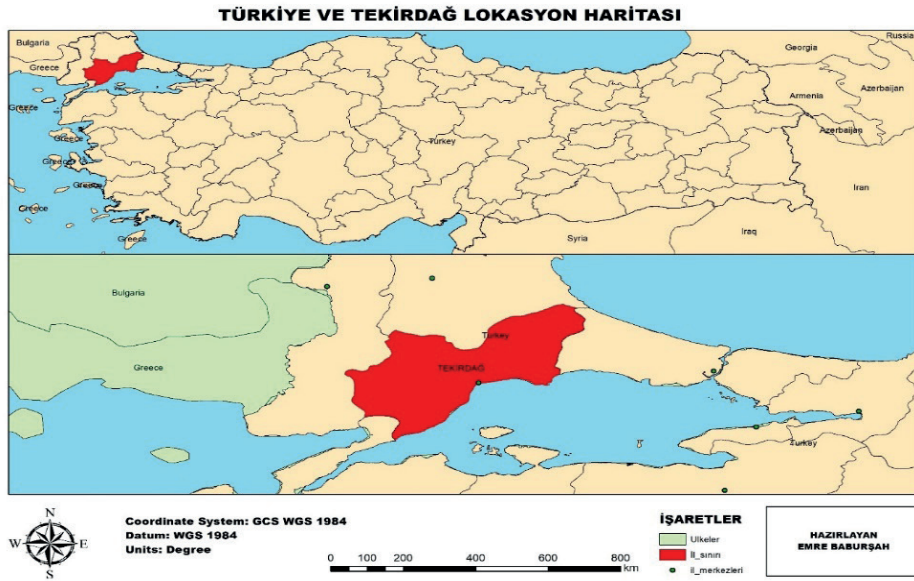 TÜRKİYE VE TEKİRDAĞ LOKASYON HARİTASI
Bulgaria
Greece
Greece
Greece
Greece
Greece
Greece
Greece
Turkey
Georgia
Russia
Armenia
Azerbaijan
Azerbaijan
Iran
Iraq
Syria
Bulgaria
Greece
Turkey
TEKİRDAĞ
Turkey
N
W E
S
Coordinate System: GCS WGS 1984
Datum: WGS 1984
Units: Degree
0 100 200 400 600 800
km
İŞARETLER
Ulkeler
İl_sınırı
il_merkezleri
HAZIRLAYAN
EMRE BABURŞAH